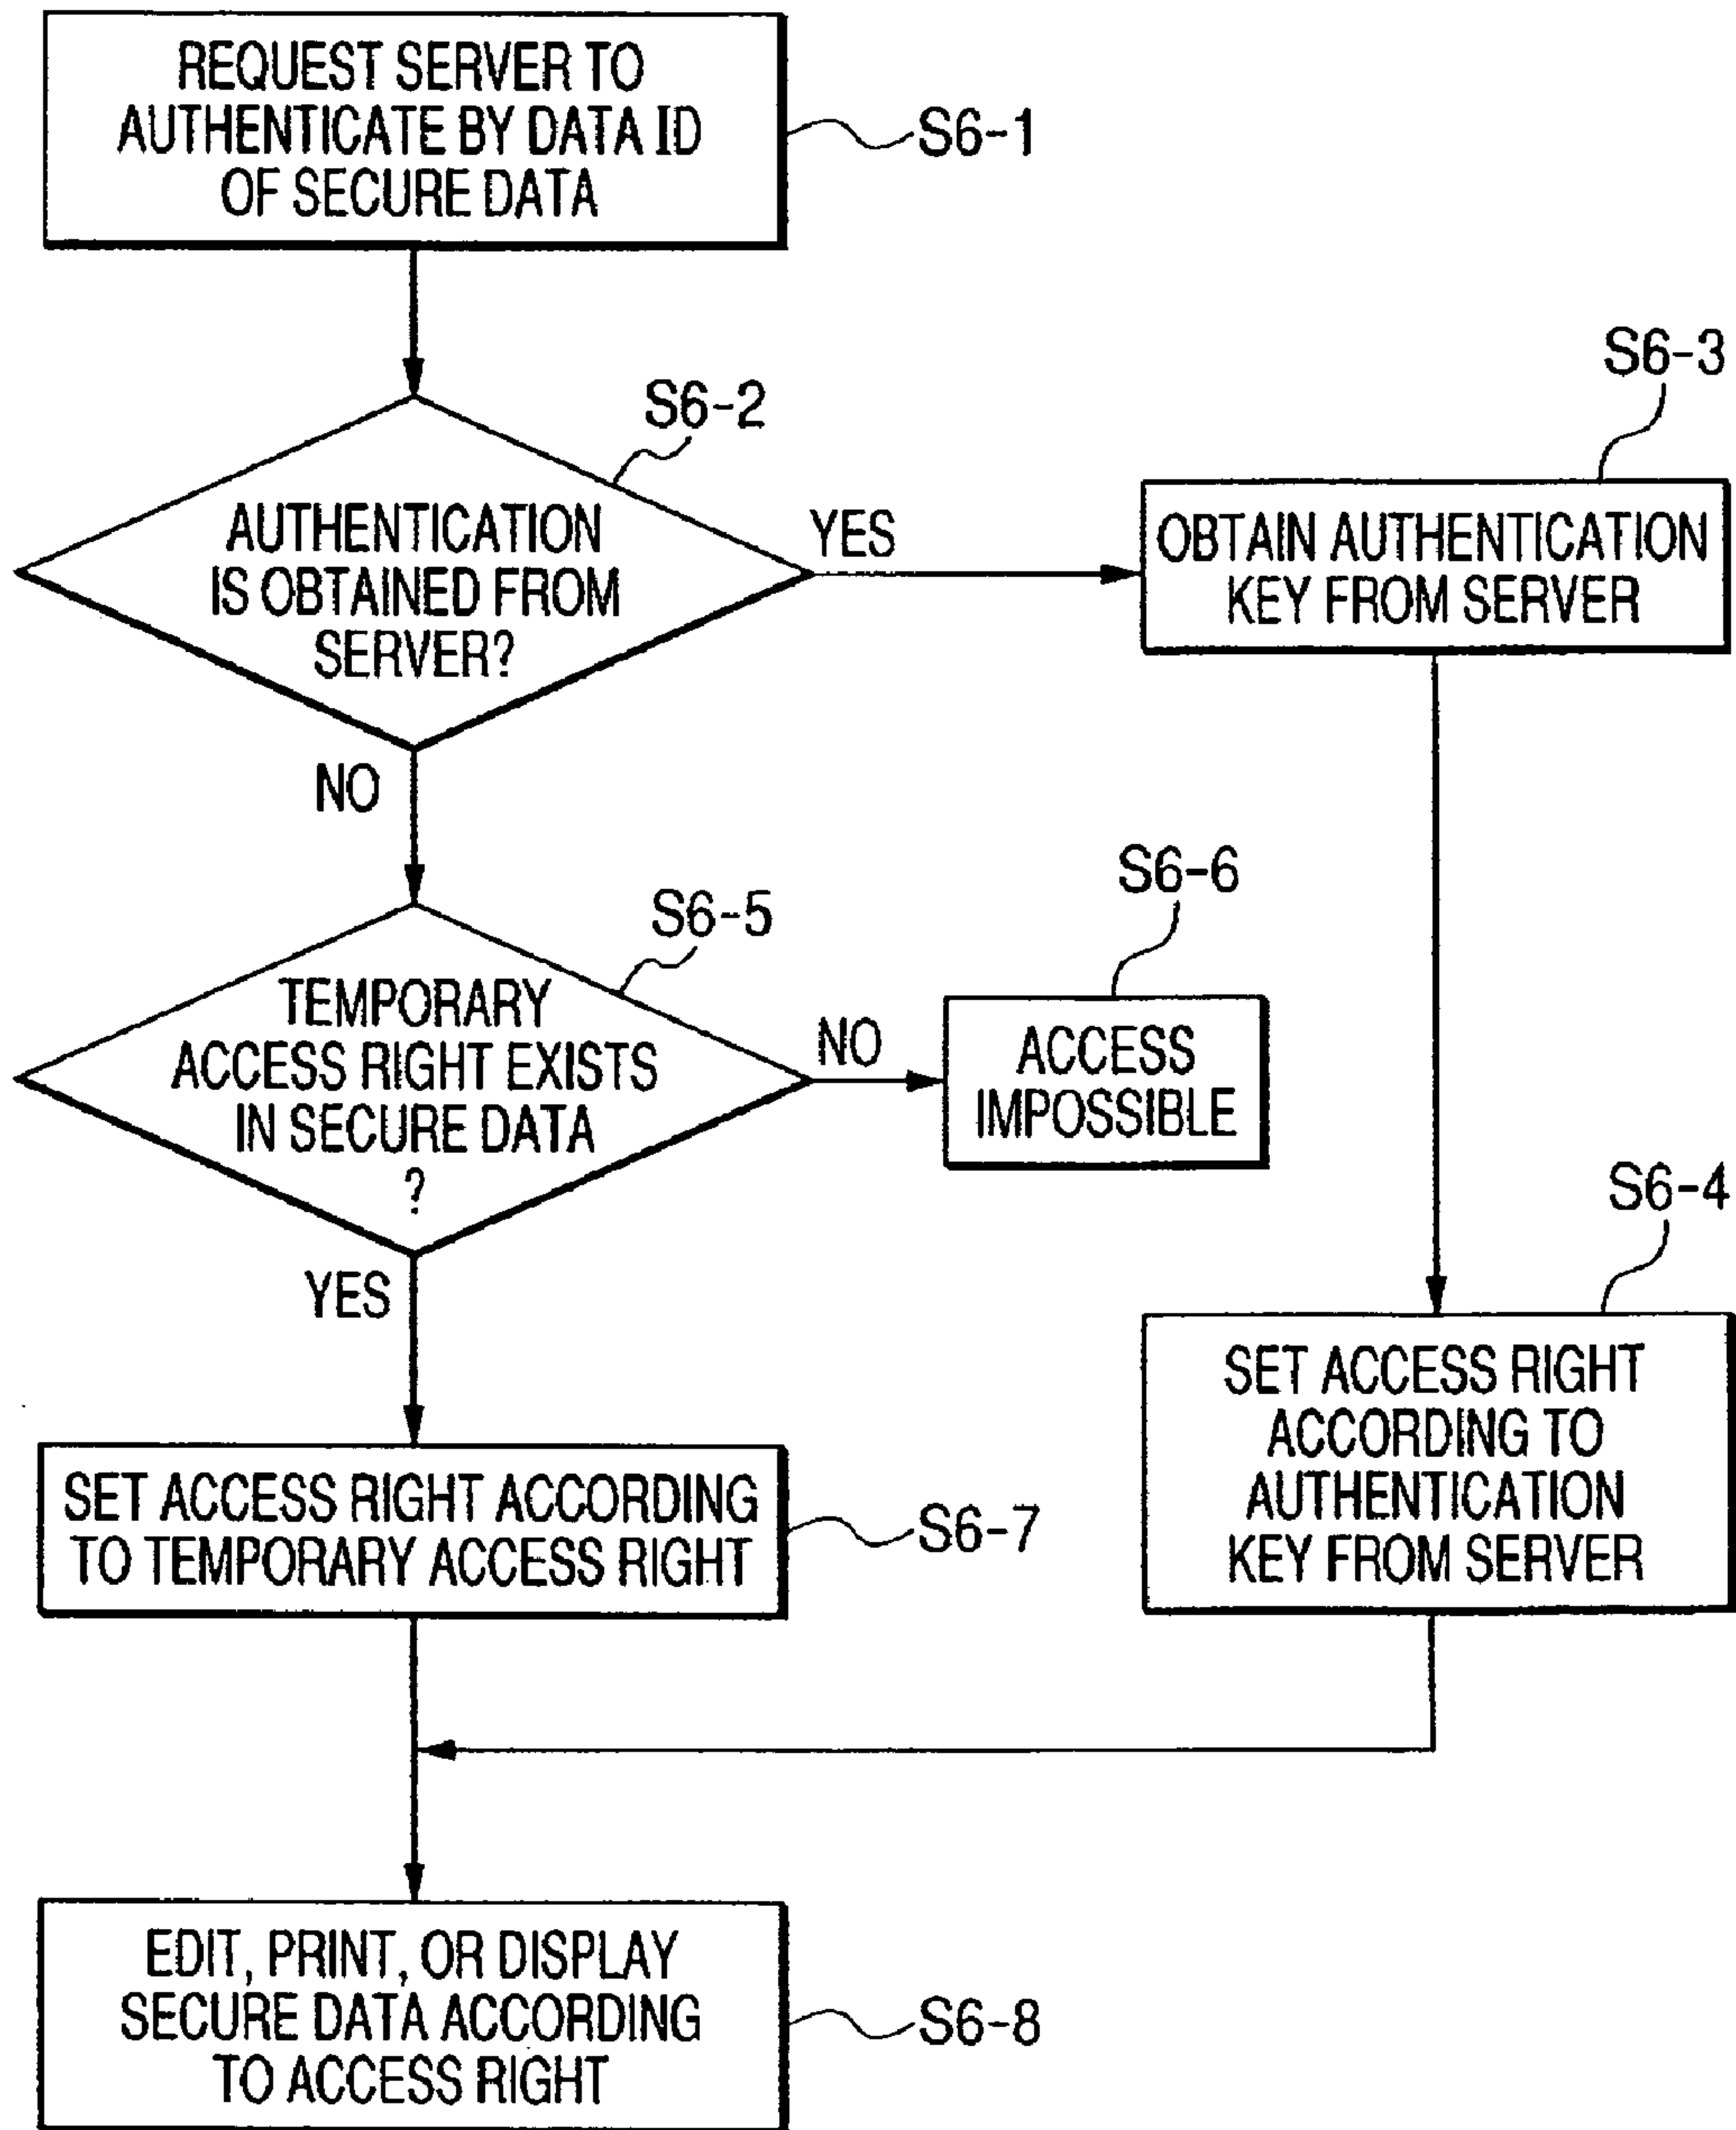 REQUEST SERVER TO
AUTHENTICATE BY DATA ID
OF SECURE DATA
S6-1
S6-2
AUTHENTICATION
IS OBTAINED FROM
SERVER?
YES
NO
S6-3
OBTAIN AUTHENTICATION
KEY FROM SERVER
S6-5
TEMPORARY
ACCESS RIGHT EXISTS
IN SECURE DATA
?
NO
YES
S6-6
ACCESS
IMPOSSIBLE
S6-4
SET ACCESS RIGHT
ACCORDING TO
AUTHENTICATION
KEY FROM SERVER
SET ACCESS RIGHT ACCORDING
TO TEMPORARY ACCESS RIGHT
S6-7
EDIT, PRINT, OR DISPLAY
SECURE DATA ACCORDING
TO ACCESS RIGHT
S6-8